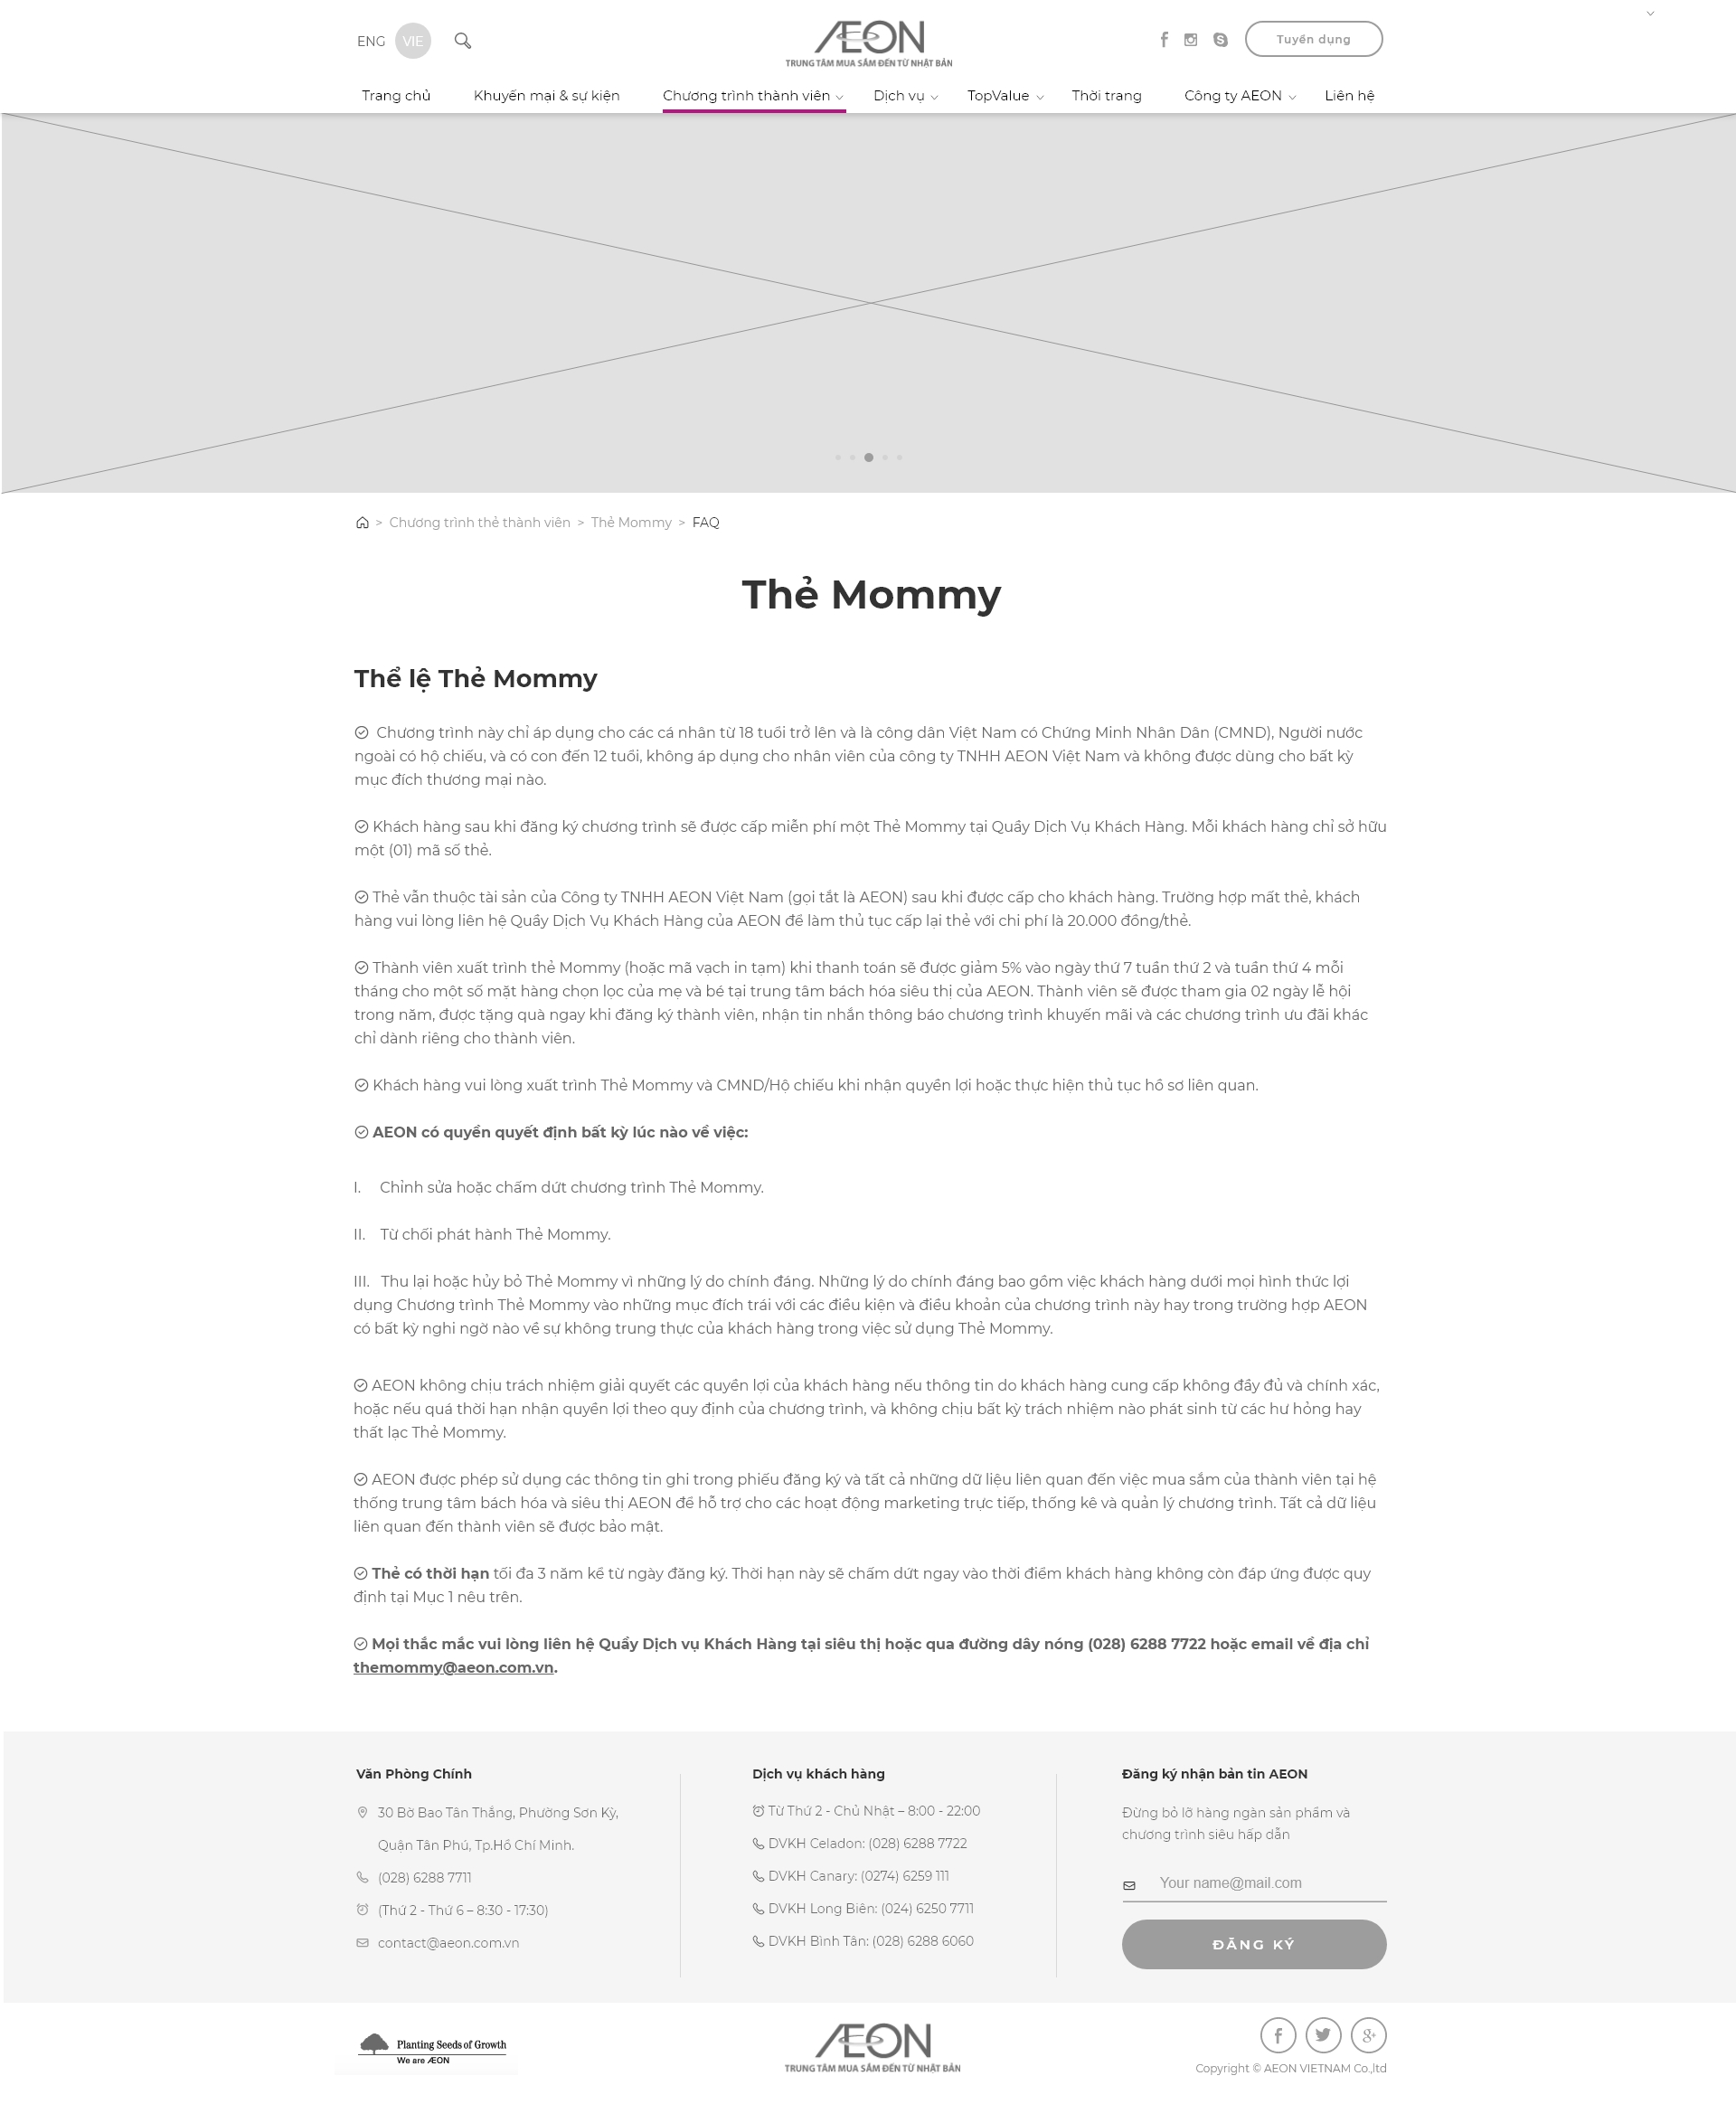 ENG VIE
ÆON
TRUNG TÂM MUA SẮM ĐẾN TỪ NHẬT BẢN
Tuyển dụng
Trang chủ Khuyến mại & sự kiện Chương trình thành viên Dịch vụ TopValue Thời trang Công ty AEON Liên hệ
> Chương trình thẻ thành viên > Thẻ Mommy > FAQ
Thẻ Mommy
Thể lệ Thẻ Mommy
Chương trình này chỉ áp dụng cho các cá nhân từ 18 tuổi trở lên và là công dân Việt Nam có Chứng Minh Nhân Dân (CMND), Người nước
ngoài có hộ chiếu, và có con đến 12 tuổi, không áp dụng cho nhân viên của công ty TNHH AEON Việt Nam và không được dùng cho bất kỳ
mục đích thương mại nào.
Khách hàng sau khi đăng ký chương trình sẽ được cấp miễn phí một Thẻ Mommy tại Quầy Dịch Vụ Khách Hàng. Mỗi khách hàng chỉ sở hữu
một (01) mã số thẻ.
Thẻ vẫn thuộc tài sản của Công ty TNHH AEON Việt Nam (gọi tắt là AEON) sau khi được cấp cho khách hàng. Trường hợp mất thẻ, khách
hàng vui lòng liên hệ Quầy Dịch Vụ Khách Hàng của AEON để làm thủ tục cấp lại thẻ với chi phí là 20.000 đồng/thẻ.
Thành viên xuất trình thẻ Mommy (hoặc mã vạch in tạm) khi thanh toán sẽ được giảm 5% vào ngày thứ 7 tuần thứ 2 và tuần thứ 4 mỗi
tháng cho một số mặt hàng chọn lọc của mẹ và bé tại trung tâm bách hóa siêu thị của AEON. Thành viên sẽ được tham gia 02 ngày lễ hội
trong năm, được tặng quà ngay khi đăng ký thành viên, nhận tin nhắn thông báo chương trình khuyến mãi và các chương trình ưu đãi khác
chỉ dành riêng cho thành viên.
Khách hàng vui lòng xuất trình Thẻ Mommy và CMND/Hộ chiếu khi nhận quyền lợi hoặc thực hiện thủ tục hồ sơ liên quan.
AEON có quyền quyết định bất kỳ lúc nào về việc:
I. Chỉnh sửa hoặc chấm dứt chương trình Thẻ Mommy.
II. Từ chối phát hành Thẻ Mommy.
III. Thu lại hoặc hủy bỏ Thẻ Mommy vì những lý do chính đáng. Những lý do chính đáng bao gồm việc khách hàng dưới mọi hình thức lợi
dụng Chương trình Thẻ Mommy vào những mục đích trái với các điều kiện và điều khoản của chương trình này hay trong trường hợp AEON
có bất kỳ nghi ngờ nào về sự không trung thực của khách hàng trong việc sử dụng Thẻ Mommy.
AEON không chịu trách nhiệm giải quyết các quyền lợi của khách hàng nếu thông tin do khách hàng cung cấp không đầy đủ và chính xác,
hoặc nếu quá thời hạn nhận quyền lợi theo quy định của chương trình, và không chịu bất kỳ trách nhiệm nào phát sinh từ các hư hỏng hay
thất lạc Thẻ Mommy.
AEON được phép sử dụng các thông tin ghi trong phiếu đăng ký và tất cả những dữ liệu liên quan đến việc mua sắm của thành viên tại hệ
thống trung tâm bách hóa và siêu thị AEON để hỗ trợ cho các hoạt động marketing trực tiếp, thống kê và quản lý chương trình. Tất cả dữ liệu
liên quan đến thành viên sẽ được bảo mật.
Thẻ có thời hạn tối đa 3 năm kể từ ngày đăng ký. Thời hạn này sẽ chấm dứt ngay vào thời điểm khách hàng không còn đáp ứng được quy
định tại Mục 1 nêu trên.
Mọi thắc mắc vui lòng liên hệ Quầy Dịch vụ Khách Hàng tại siêu thị hoặc qua đường dây nóng (028) 6288 7722 hoặc email về địa chỉ
themommy@aeon.com.vn.
Văn Phòng Chính
30 Bờ Bao Tân Thắng, Phường Sơn Kỳ,
Quận Tân Phú, Tp.Hồ Chí Minh.
(028) 6288 7711
(Thứ 2 - Thứ 6 – 8:30 - 17:30)
contact@aeon.com.vn
Dịch vụ khách hàng
Từ Thứ 2 - Chủ Nhật – 8:00 - 22:00
DVKH Celadon: (028) 6288 7722
DVKH Canary: (0274) 6259 111
DVKH Long Biên: (024) 6250 7711
DVKH Bình Tân: (028) 6288 6060
Đăng ký nhận bản tin AEON
Đừng bỏ lỡ hàng ngàn sản phẩm và
chương trình siêu hấp dẫn
Your name@mail.com
ĐĂNG KÝ
Planting Seeds of Growth
We are ÆON
ÆON
TRUNG TÂM MUA SẮM ĐẾN TỪ NHẬT BẢN
Copyright © AEON VIETNAM Co.,ltd